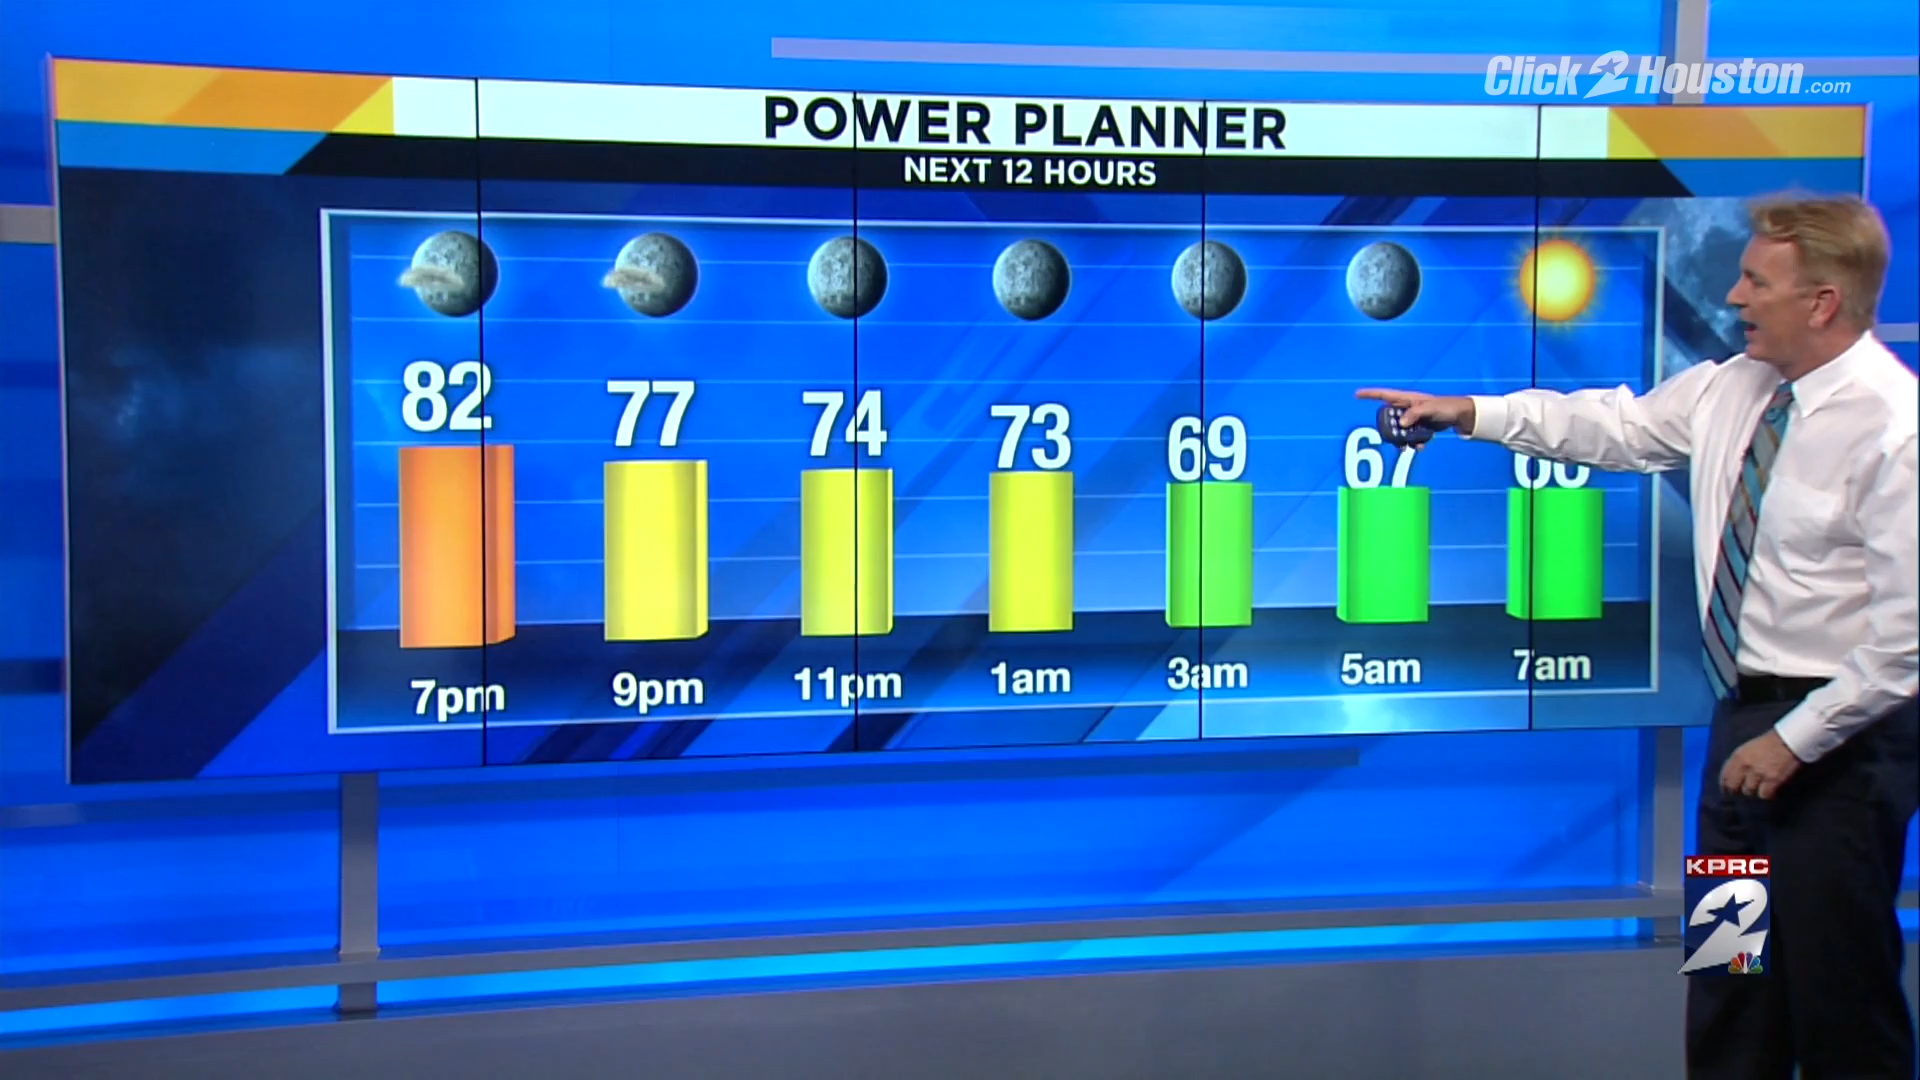 Click2Houston.com
POWER PLANNER
NEXT 12 HOURS
82 77 74 73 69 67
7pm 9pm 11pm 1am 3am 5am 7am
KPRC
2